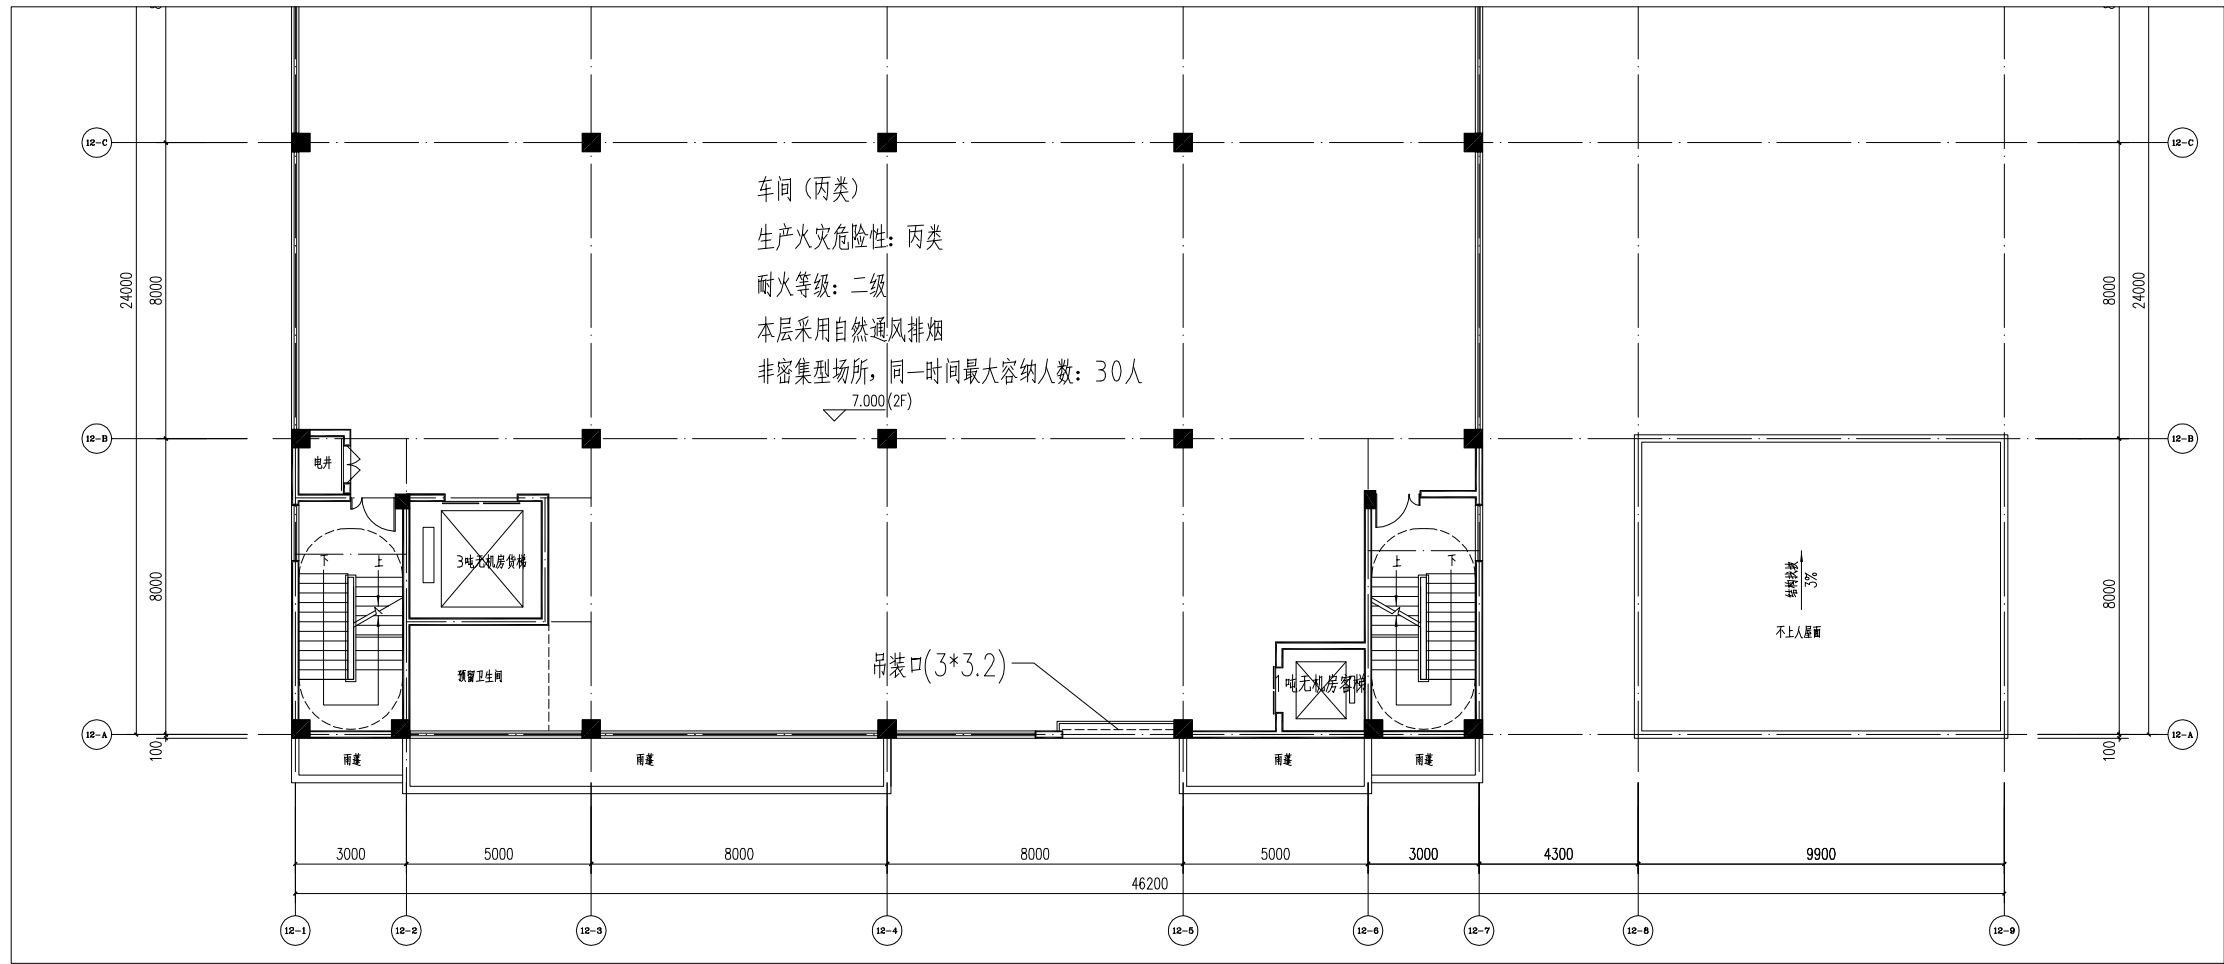 12-C
12-C
车间（丙类）
生产火灾危险性：丙类
耐火等级：二级
本层采用自然通风排烟
非密集型场所，同一时间最大容纳人数：30人
7.000(2F)
24000
8000
8000
24000
12-B
12-B
电井
下
上
3吨无机房货梯
上
下
结构找坡
3%
不上人屋面
8000
8000
预留卫生间
吊装口(3*3.2)
1吨无机房客梯
12-A
12-A
100
100
雨蓬
雨蓬
雨蓬
雨蓬
3000
5000
8000
8000
5000
3000
4300
9900
46200
12-1
12-2
12-3
12-4
12-5
12-6
12-7
12-8
12-9